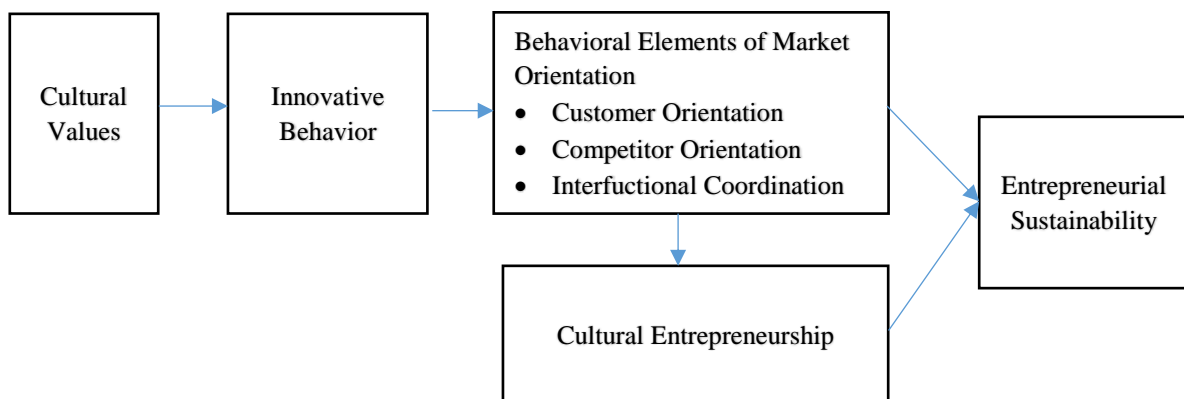 Cultural
Values
Innovative
Behavior
Behavioral Elements of Market
Orientation
• Customer Orientation
• Competitor Orientation
• Interfuctional Coordination
Entrepreneurial
Sustainability
Cultural Entrepreneurship